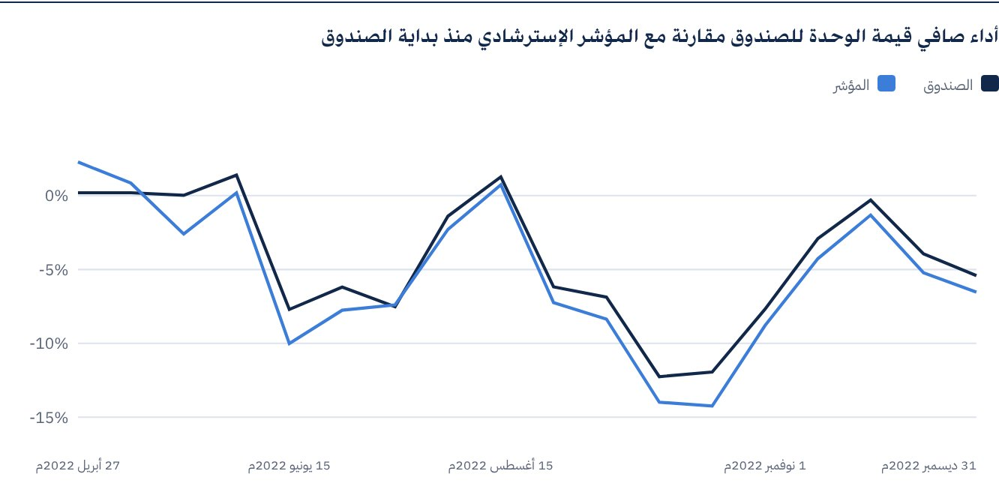 أداء صافي قيمة الوحدة للصندوق مقارنة مع المؤشر الإسترشادي منذ بداية الصندوق
الصندوق المؤشر
0%
-5%
-10%
-15%
27 أبريل 2022م 15 يونيو 2022م 15 أغسطس 2022م 1 نوفمبر 2022م 31 ديسمبر 2022م